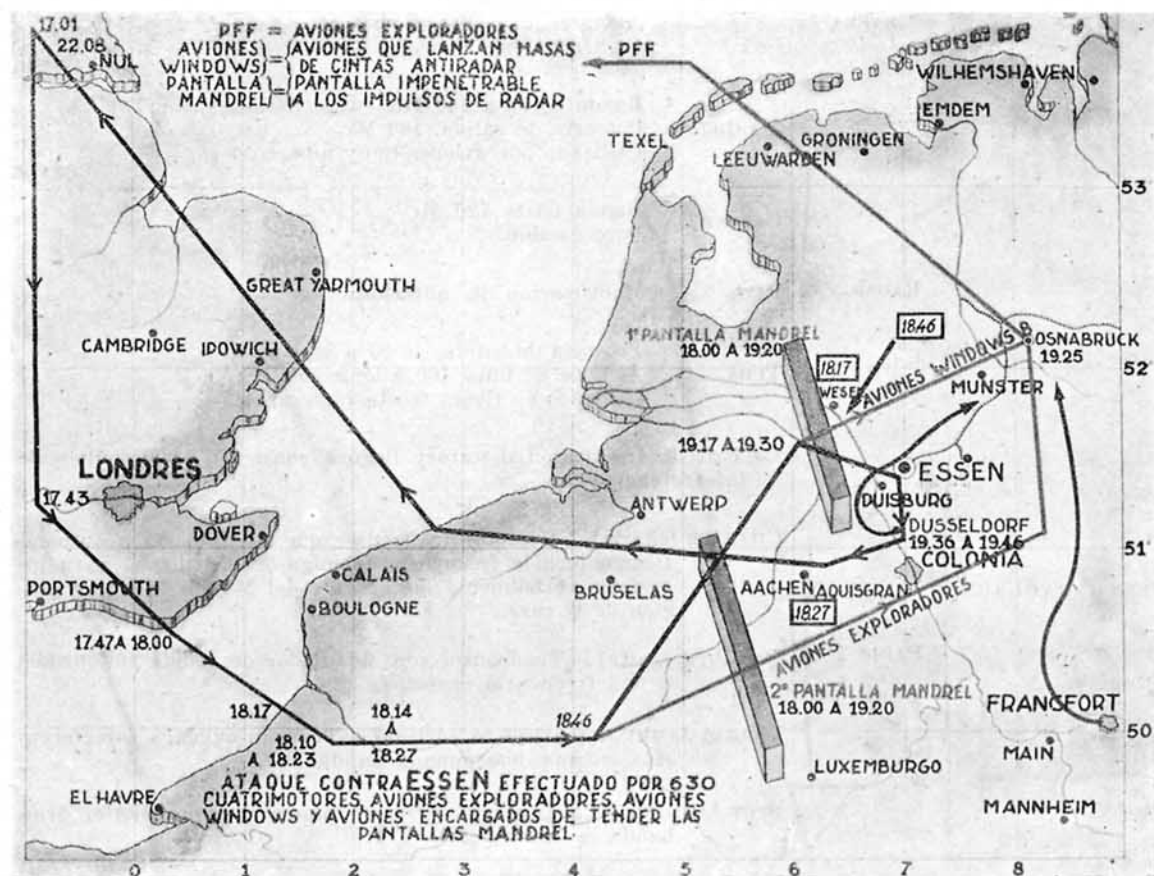 17.01
22.08
NUL
PFF = AVIONES EXPLORADORES
AVIONES WINDOWS = AVIONES QUE LANZAN MASAS DE CINTAS ANTIRADAR
PANTALLA MANDREL = PANTALLA IMPENETRABLE A LOS IMPULSOS DE RADAR
PFF
WILHEMSHAVEN
EMDEM
GRONINGEN
LEEUWARDEN
TEXEL
53
GREAT YARMOUTH
CAMBRIDGE
IDOWICH
1ª PANTALLA MANDREL
18.00 A 19.20
18.46
18.17
WESEP
AVIONES WINDOWS
OSNABRUCK
19.25
MUNSTER
52
19.17 A 19.30
ESSEN
DUISBURG
LONDRES
17.43
DOVER
ANTWERP
DUSSELDORF
19.36 A 19.46
COLONIA
51
CALAIS
BRUSELAS
AACHEN
AQUISGRAN
18.27
PORTSMOUTH
BOULOGNE
17.47 A 18.00
AVIONES EXPLORADORES
2ª PANTALLA MANDREL
18.00 A 19.20
FRANCFORT
18.17
18.14
A
18.27
18.46
18.10
A 18.23
50
MAIN
LUXEMBURGO
MANNHEIM
EL HAVRE
ATAQUE CONTRA ESSEN EFECTUADO POR 630
CUATRIMOTORES, AVIONES EXPLORADORES, AVIONES
WINDOWS Y AVIONES ENCARGADOS DE TENDER LAS
PANTALLAS MANDREL
0 1 2 3 4 5 6 7 8